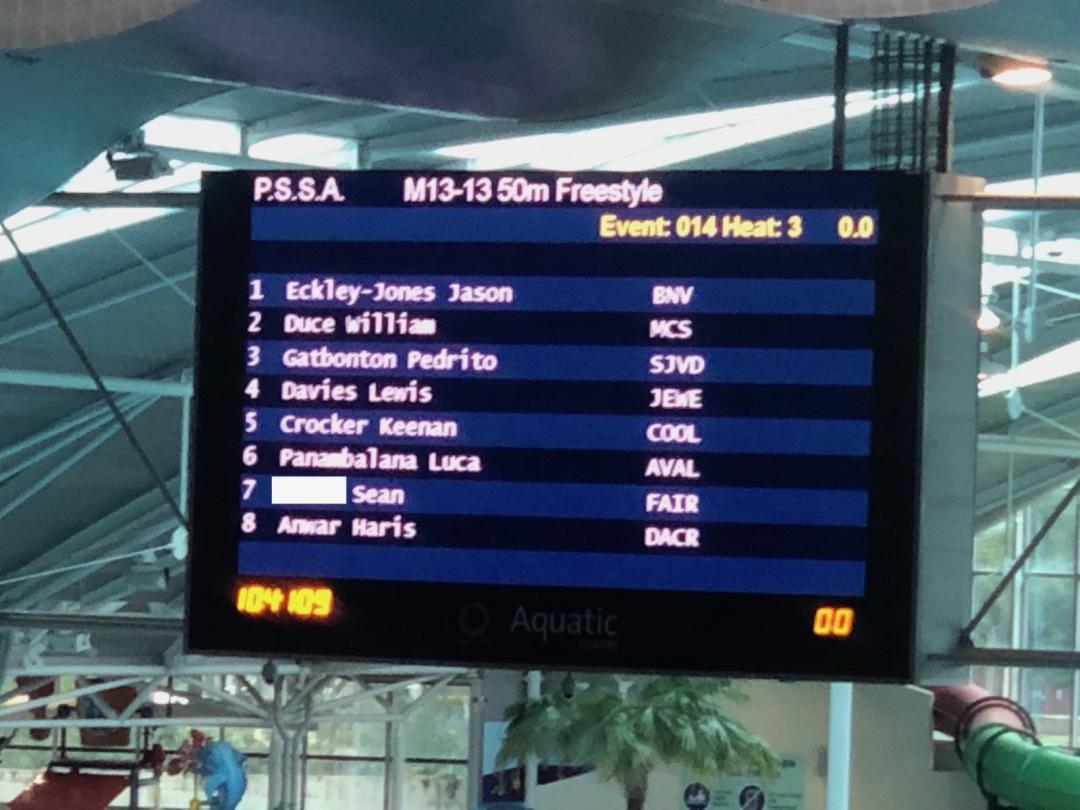 P.S.S.A. M13-13 50m Freestyle
Event: 014 Heat: 3 0.0
1 Eckley-Jones Jason BNV
2 Duce William MCS
3 Gatbonton Pedrito SJVD
4 Davies Lewis JEWE
5 Crocker Keenan COOL
6 Panambalana Luca AVAL
7 Sean FAIR
8 Anwar Haris DACR
104109 00
Aquatic